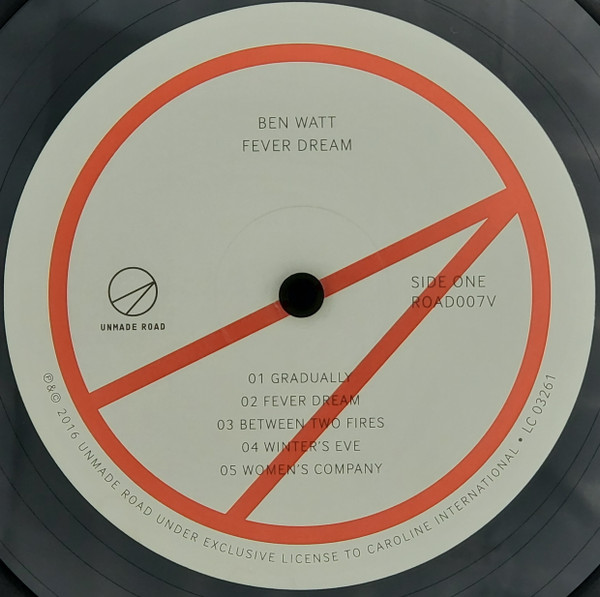 BEN WATT
FEVER DREAM
UNMADE ROAD
SIDE ONE
ROAD007V
01 GRADUALLY
02 FEVER DREAM
03 BETWEEN TWO FIRES
04 WINTER'S EVE
05 WOMEN'S COMPANY
℗&© 2016 UNMADE ROAD UNDER EXCLUSIVE LICENSE TO CAROLINE INTERNATIONAL • LC 03261